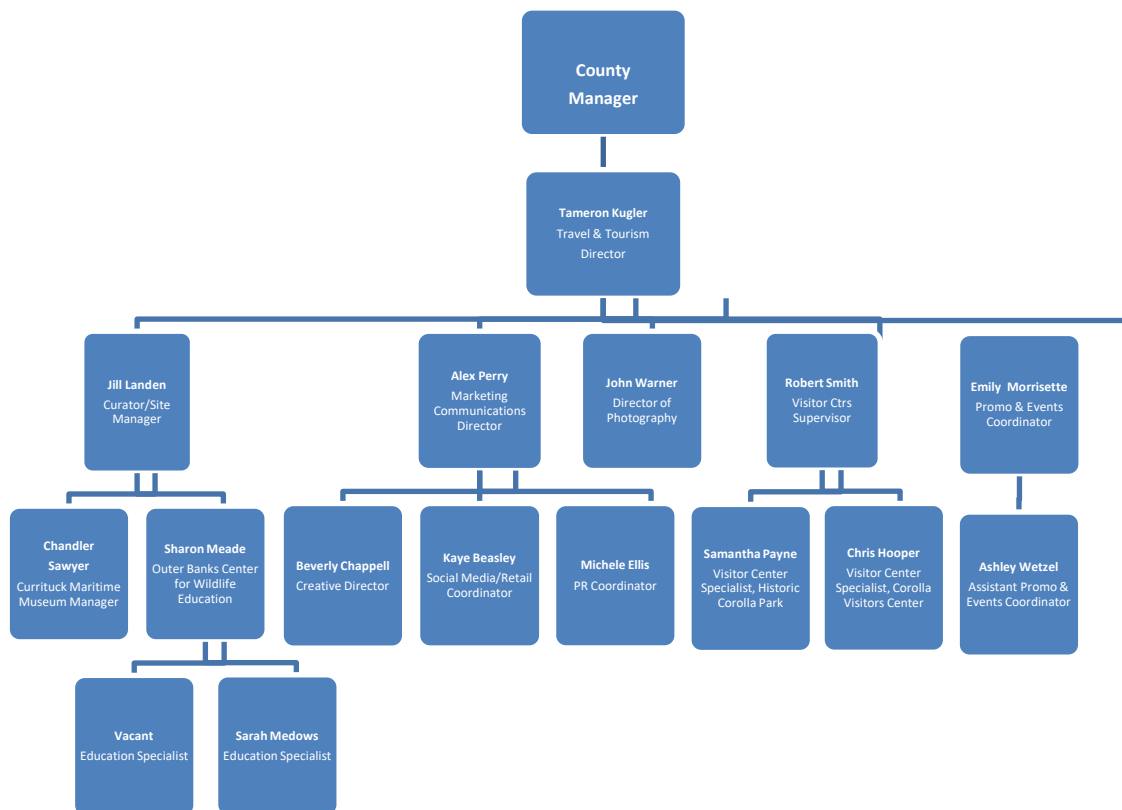 County
Manager
Tameron Kugler
Travel & Tourism
Director
Jill Landen
Curator/Site
Manager
Alex Perry
Marketing
Communications
Director
John Warner
Director of
Photography
Robert Smith
Visitor Ctrs
Supervisor
Emily Morrisette
Promo & Events
Coordinator
Chandler
Sawyer
Currituck Maritime
Museum Manager
Sharon Meade
Outer Banks Center
for Wildlife
Education
Beverly Chappell
Creative Director
Kaye Beasley
Social Media/Retail
Coordinator
Michele Ellis
PR Coordinator
Samantha Payne
Visitor Center
Specialist, Historic
Corolla Park
Chris Hooper
Visitor Center
Specialist, Corolla
Visitors Center
Ashley Wetzel
Assistant Promo &
Events Coordinator
Vacant
Education Specialist
Sarah Medows
Education Specialist